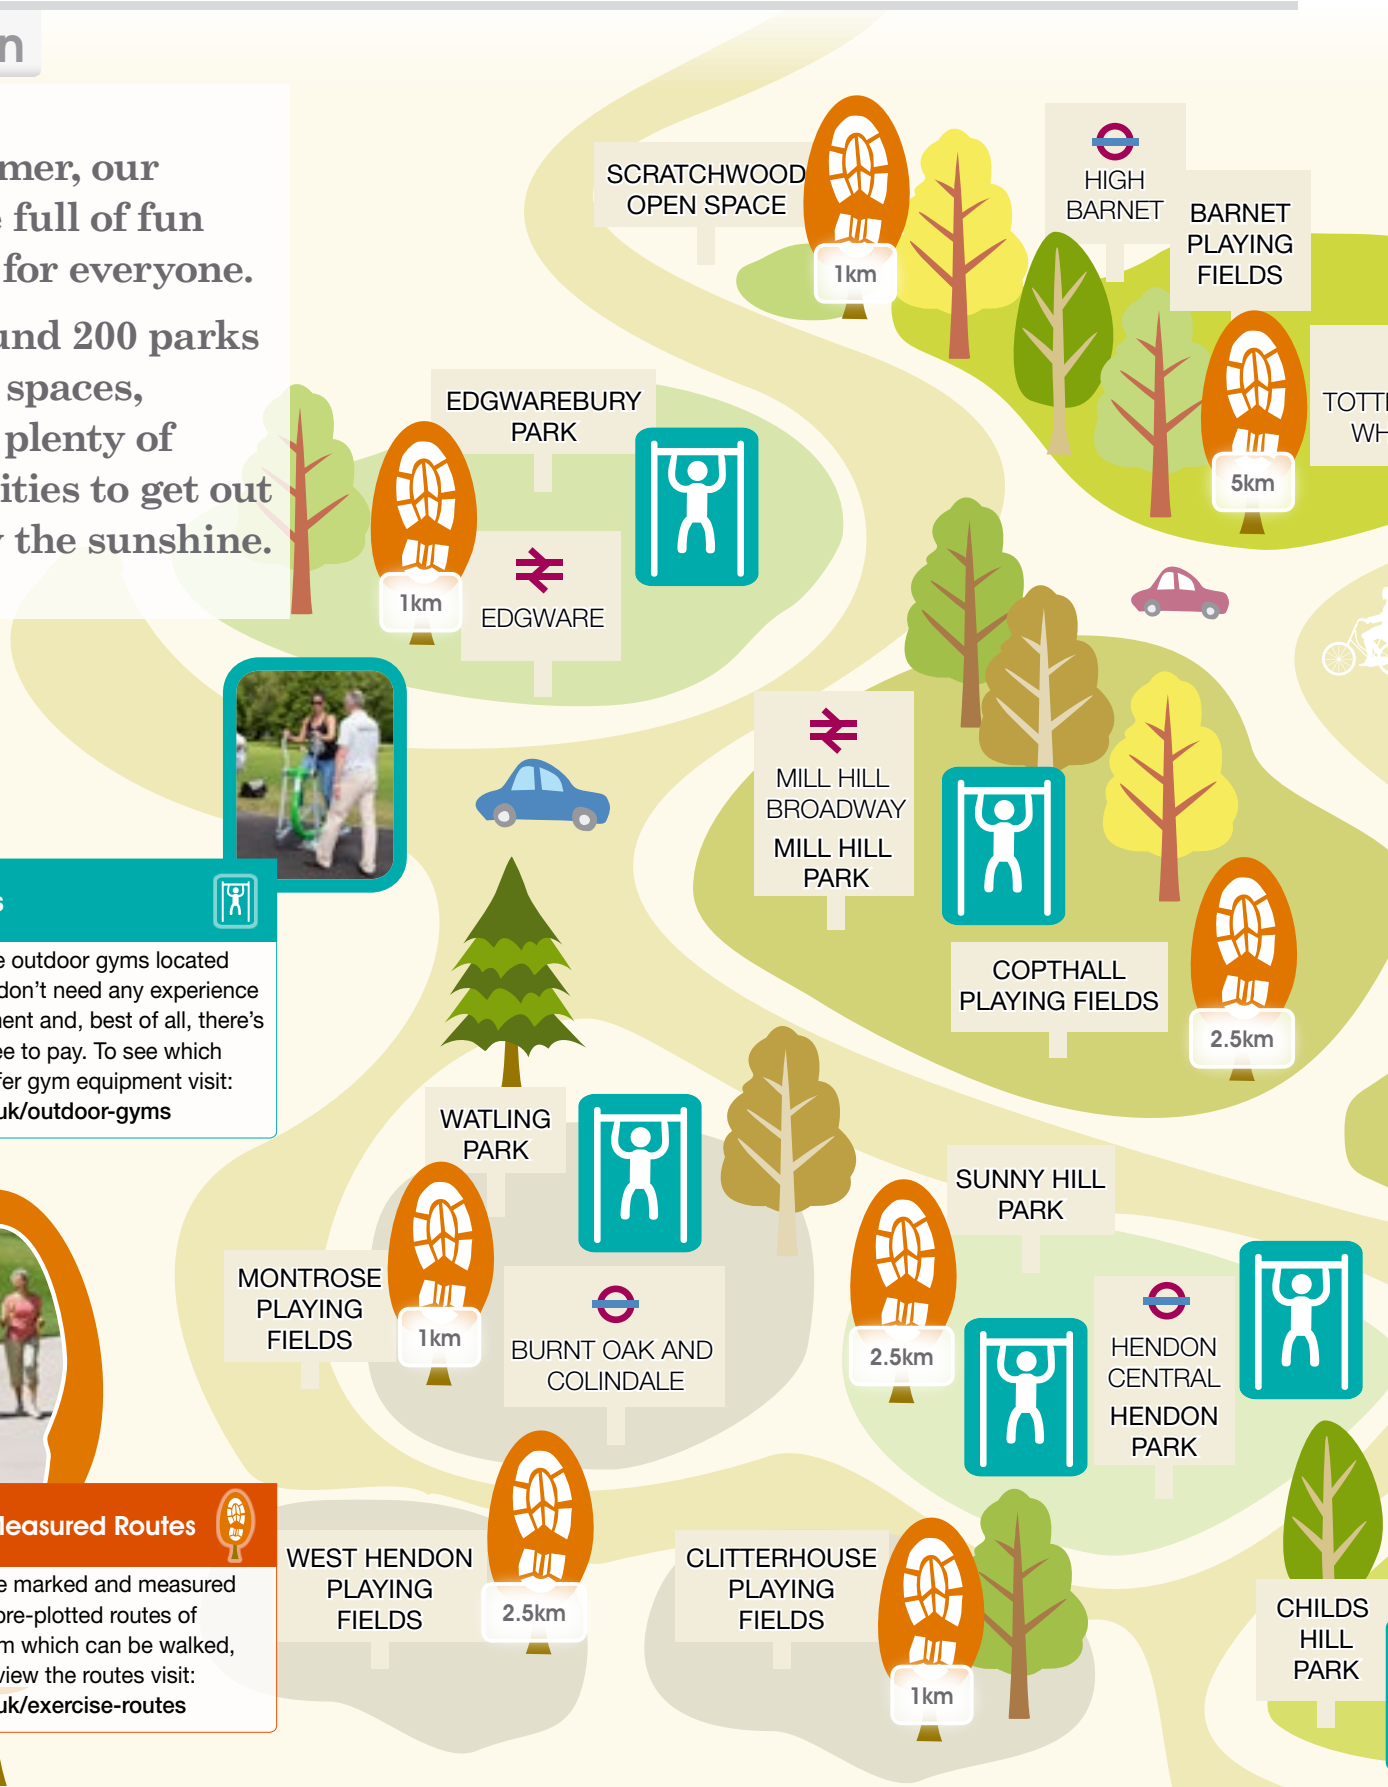 n
mer, our
e full of fun
for everyone.
und 200 parks
spaces,
plenty of
ities to get out
y the sunshine.
SCRATCHWOOD
OPEN SPACE
1km
HIGH
BARNET
BARNET
PLAYING
FIELDS
5km
TOTTE
WH
EDGWAREBURY
PARK
1km
EDGWARE
MILL HILL
BROADWAY
MILL HILL
PARK
COPTHALL
PLAYING FIELDS
2.5km
s
e outdoor gyms located
don't need any experience
ment and, best of all, there's
ee to pay. To see which
fer gym equipment visit:
uk/outdoor-gyms
WATLING
PARK
MONTROSE
PLAYING
FIELDS
1km
BURNT OAK AND
COLINDALE
SUNNY HILL
PARK
2.5km
HENDON
CENTRAL
HENDON
PARK
Measured Routes
e marked and measured
pre-plotted routes of
m which can be walked,
view the routes visit:
uk/exercise-routes
WEST HENDON
PLAYING
FIELDS
2.5km
CLITTERHOUSE
PLAYING
FIELDS
1km
CHILDS
HILL
PARK